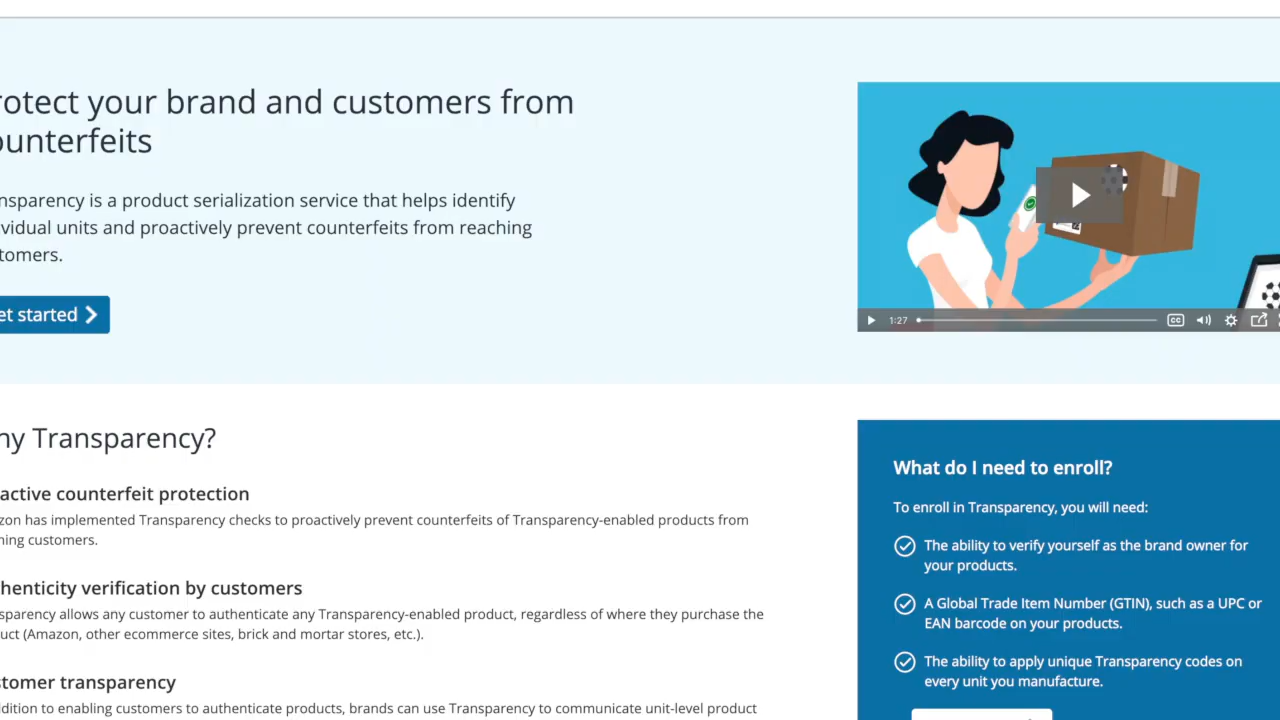 rotect your brand and customers from
ounterfeits
nsparency is a product serialization service that helps identify
vidual units and proactively prevent counterfeits from reaching
tomers.
et started
1:27
CC
hy Transparency?
active counterfeit protection
zon has implemented Transparency checks to proactively prevent counterfeits of Transparency-enabled products from
hing customers.
henticity verification by customers
sparency allows any customer to authenticate any Transparency-enabled product, regardless of where they purchase the
uct (Amazon, other ecommerce sites, brick and mortar stores, etc.).
stomer transparency
ddition to enabling customers to authenticate products, brands can use Transparency to communicate unit-level product
What do I need to enroll?
To enroll in Transparency, you will need:
The ability to verify yourself as the brand owner for
your products.
A Global Trade Item Number (GTIN), such as a UPC or
EAN barcode on your products.
The ability to apply unique Transparency codes on
every unit you manufacture.